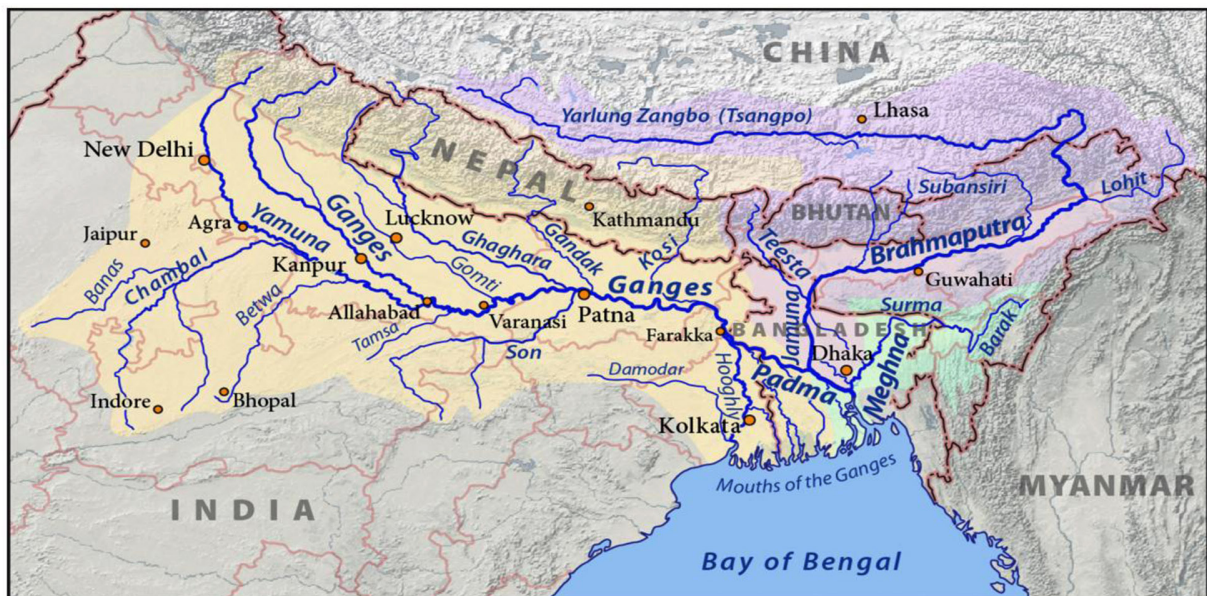 CHINA
Yarlung Zangbo (Tsangpo)
Lhasa
New Delhi
NEPAL
Subansiri
Lohit
BHUTAN
Kathmandu
Agra
Yamuna
Ganges
Lucknow
Ghaghara
Gandak
Kosi
Teesta
Brahmaputra
Jaipur
Banas
Chambal
Kanpur
Gomti
Guwahati
Betwa
Allahabad
Varanasi
Patna
Ganges
Surma
Tamsa
Son
Farakka
BANGLADESH
Jamuna
Barak
Dhaka
Damodar
Hooghly
Padma
Meghna
Indore
Bhopal
Kolkata
Mouths of the Ganges
INDIA
MYANMAR
Bay of Bengal